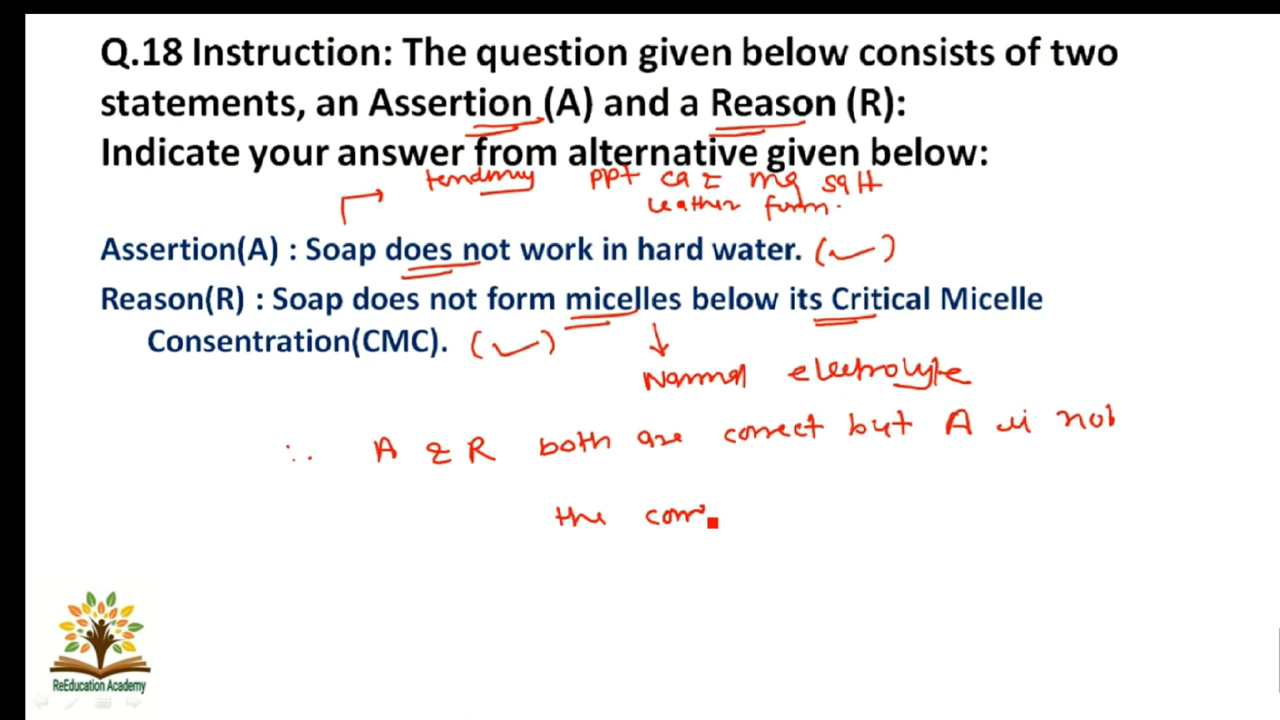 Q.18 Instruction: The question given below consists of two
statements, an Assertion (A) and a Reason (R):
Indicate your answer from alternative given below:
tendency ppt ca & mg salt
leather form.
Assertion(A) : Soap does not work in hard water. (✓)
Reason(R) : Soap does not form micelles below its Critical Micelle
Consentration(CMC). (✓)
Normal electrolyte
∴ A & R both are correct but A is not
the corr
ReEducation Academy